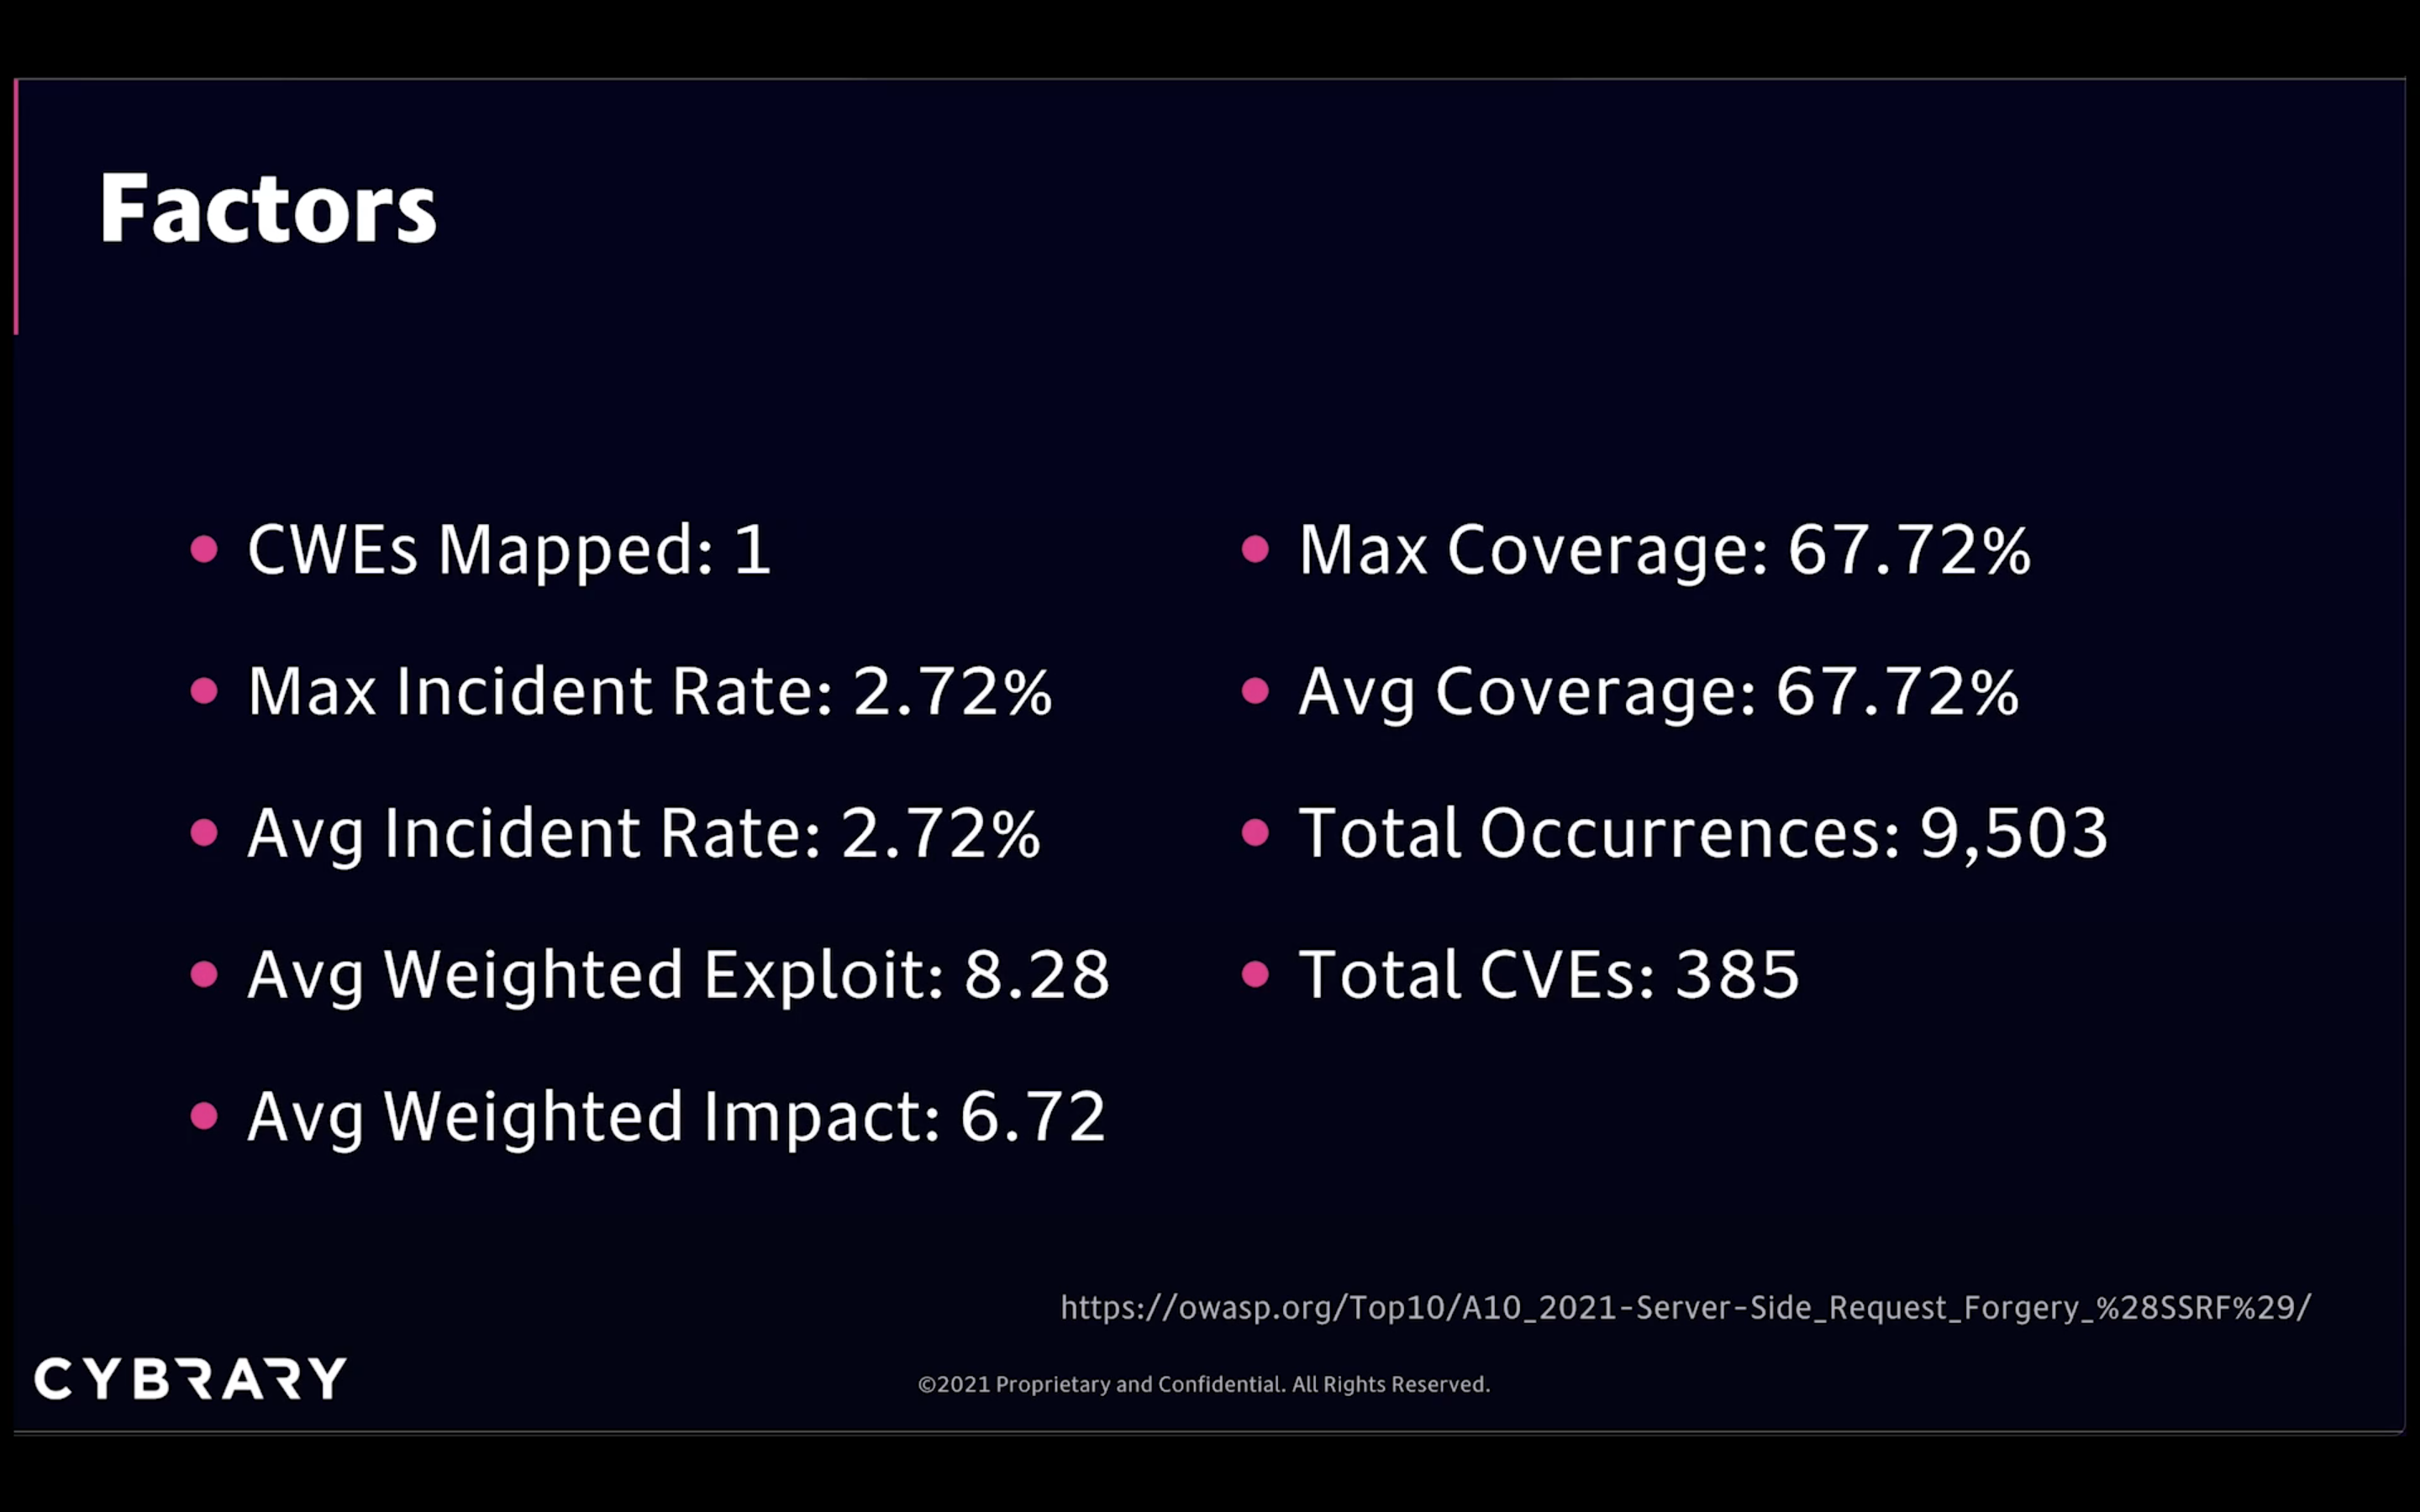 Factors
CWEs Mapped: 1
Max Incident Rate: 2.72%
Avg Incident Rate: 2.72%
Avg Weighted Exploit: 8.28
Avg Weighted Impact: 6.72
Max Coverage: 67.72%
Avg Coverage: 67.72%
Total Occurrences: 9,503
Total CVEs: 385
https://owasp.org/Top10/A10_2021-Server-Side_Request_Forgery_%28SSRF%29/
CYBRARY
©2021 Proprietary and Confidential. All Rights Reserved.